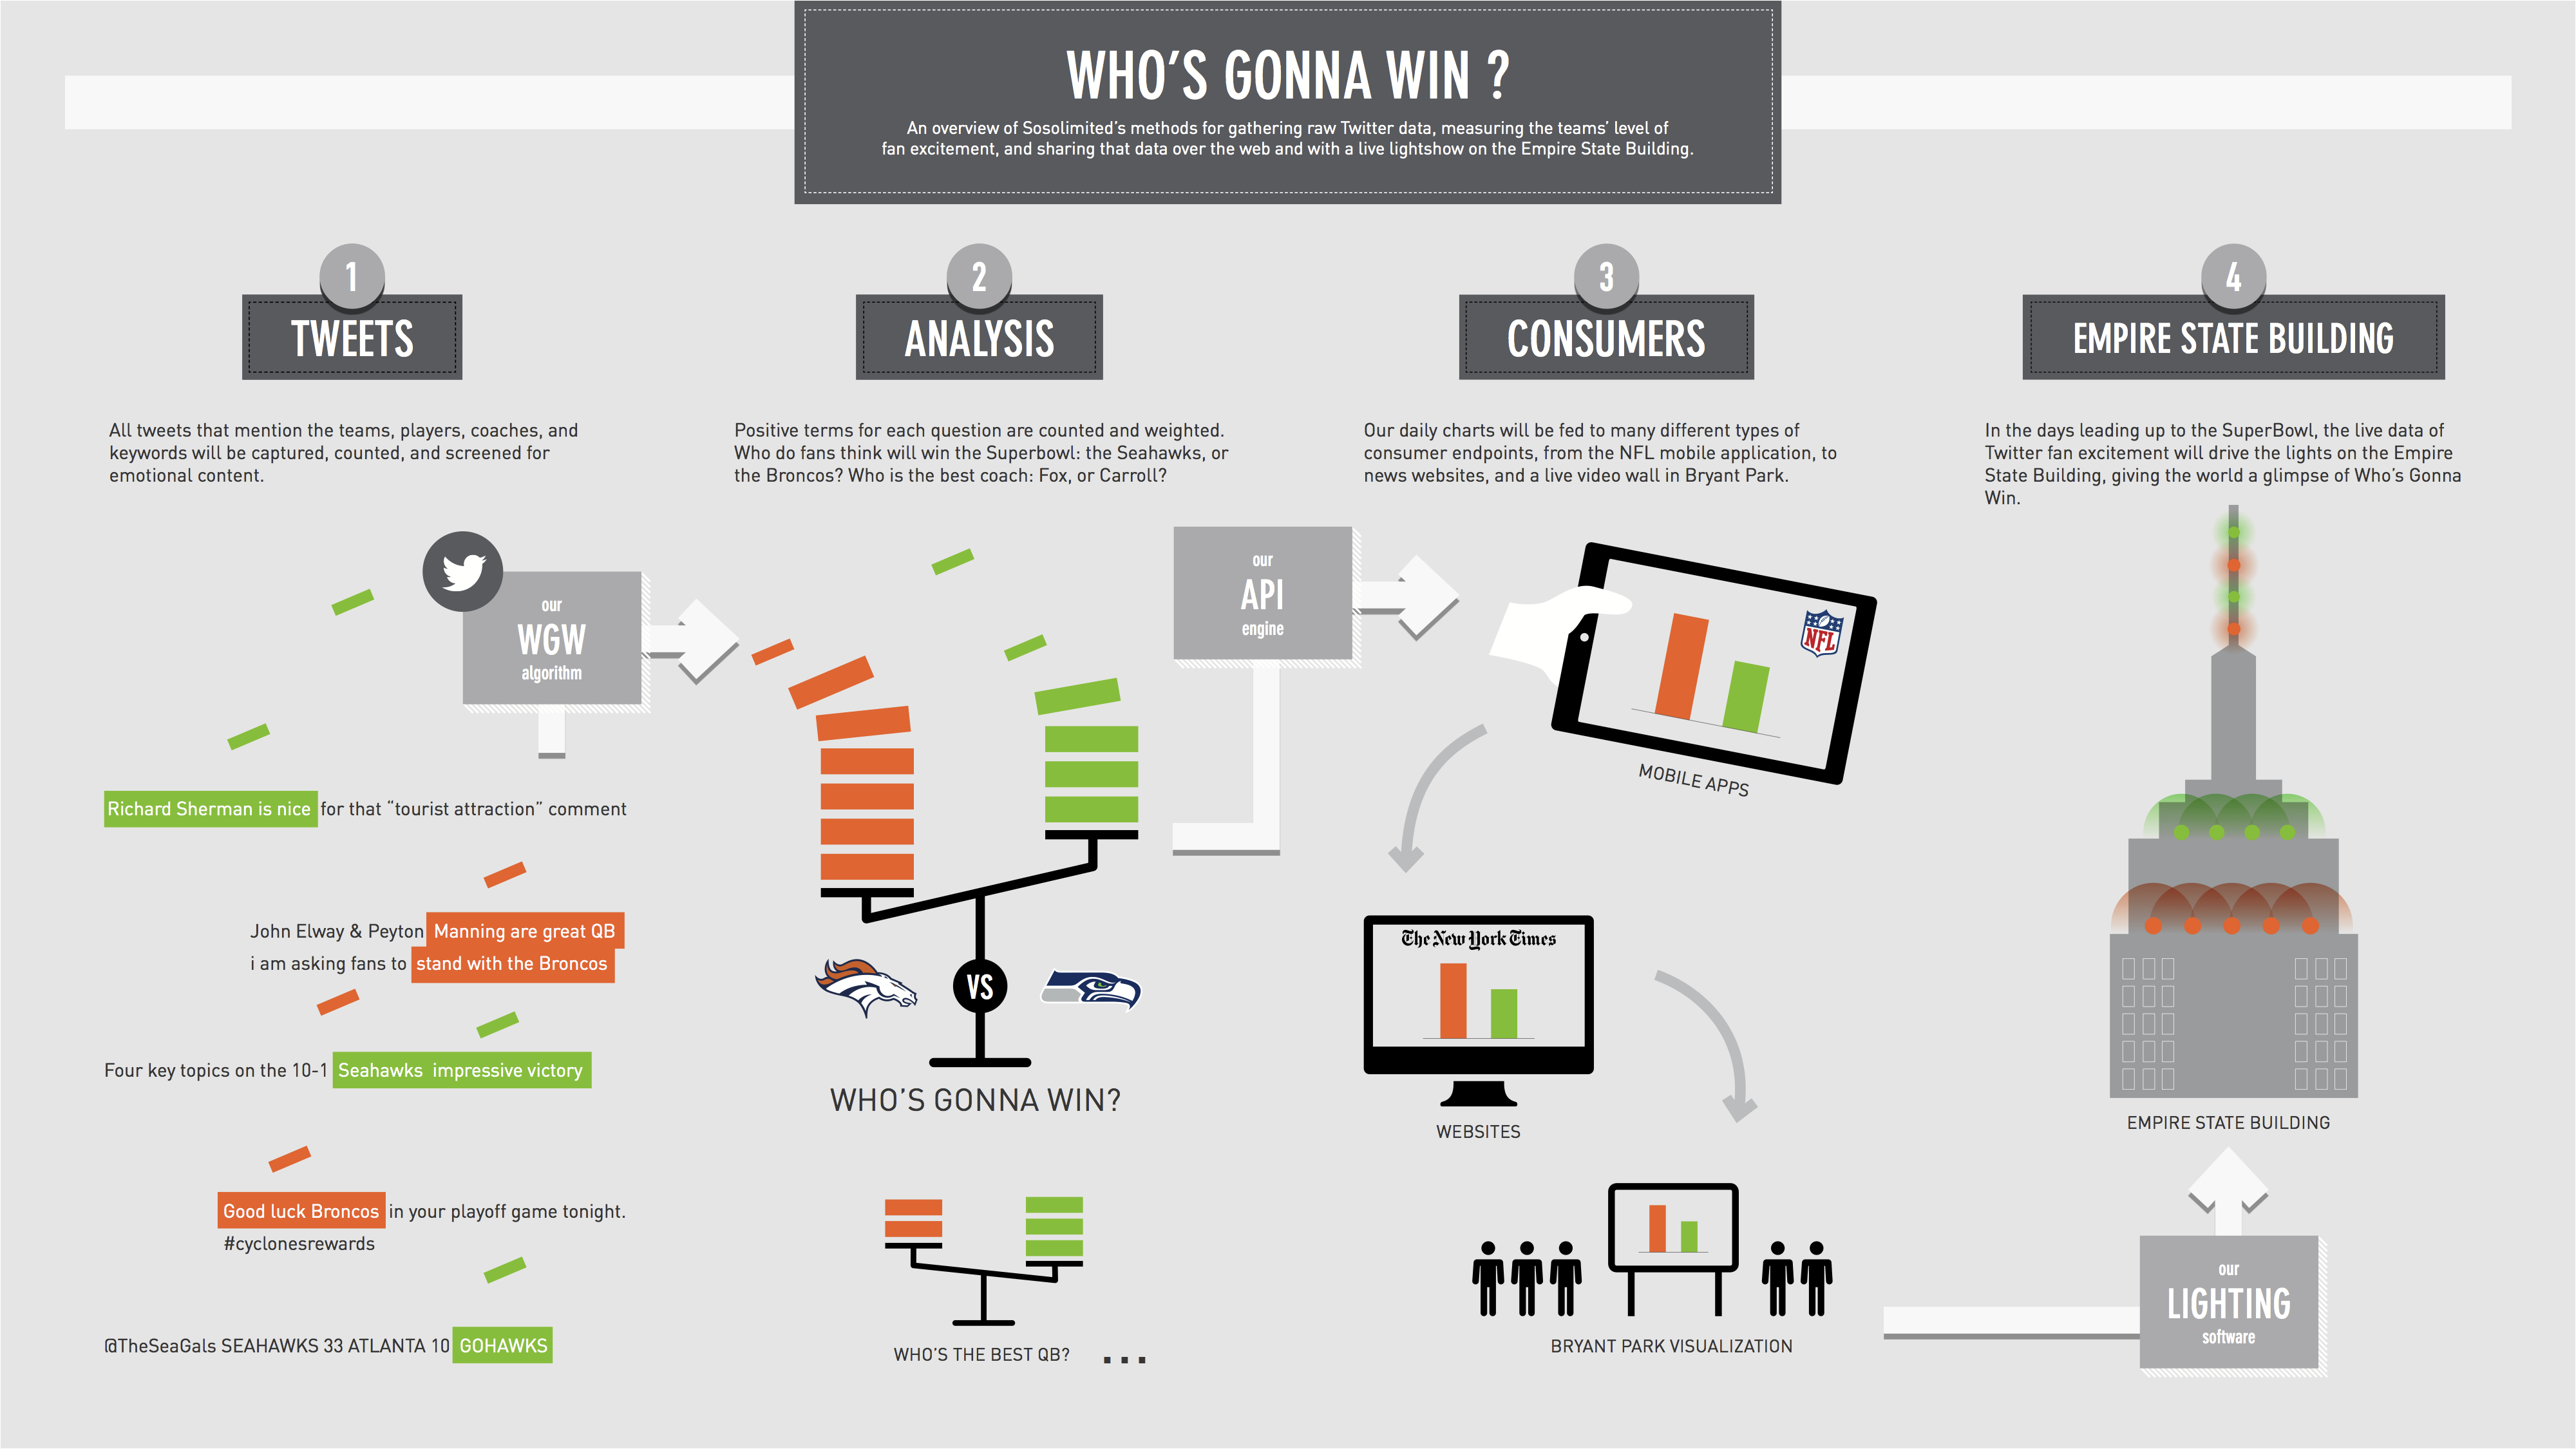 WHO'S GONNA WIN ?
An overview of Sosolimited's methods for gathering raw Twitter data, measuring the teams' level of
fan excitement, and sharing that data over the web and with a live lightshow on the Empire State Building.
1
TWEETS
All tweets that mention the teams, players, coaches, and
keywords will be captured, counted, and screened for
emotional content.
our
WGW
algorithm
Richard Sherman is nice for that “tourist attraction” comment
John Elway & Peyton Manning are great QB
i am asking fans to stand with the Broncos
Four key topics on the 10-1 Seahawks impressive victory
Good luck Broncos in your playoff game tonight.
#cyclonesrewards
@TheSeaGals SEAHAWKS 33 ATLANTA 10 GOHAWKS
2
ANALYSIS
Positive terms for each question are counted and weighted.
Who do fans think will win the Superbowl: the Seahawks, or
the Broncos? Who is the best coach: Fox, or Carroll?
VS
WHO'S GONNA WIN?
WHO'S THE BEST QB? ...
our
API
engine
3
CONSUMERS
Our daily charts will be fed to many different types of
consumer endpoints, from the NFL mobile application, to
news websites, and a live video wall in Bryant Park.
NFL
MOBILE APPS
The New York Times
WEBSITES
BRYANT PARK VISUALIZATION
4
EMPIRE STATE BUILDING
In the days leading up to the SuperBowl, the live data of
Twitter fan excitement will drive the lights on the Empire
State Building, giving the world a glimpse of Who's Gonna
Win.
EMPIRE STATE BUILDING
our
LIGHTING
software